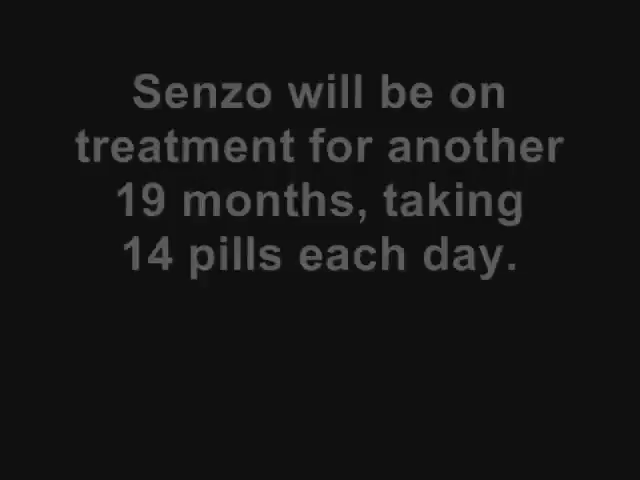 Senzo will be on
treatment for another
19 months, taking
14 pills each day.